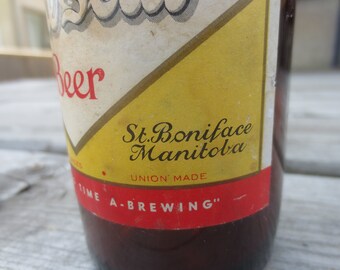 Beer
St. Boniface
Manitoba
UNION MADE
TIME A-BREWING"